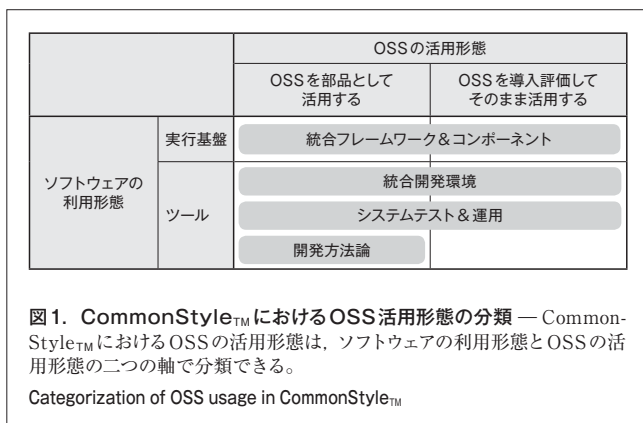 OSSの活用形態
OSSを部品として
活用する
OSSを導入評価して
そのまま活用する
ソフトウェアの
利用形態
実行基盤
統合フレームワーク&コンポーネント
ツール
統合開発環境
システムテスト&運用
開発方法論
図1. CommonStyleTMにおけるOSS活用形態の分類 — Common-
StyleTMにおけるOSSの活用形態は,ソフトウェアの利用形態とOSSの活
用形態の二つの軸で分類できる。
Categorization of OSS usage in CommonStyleTM